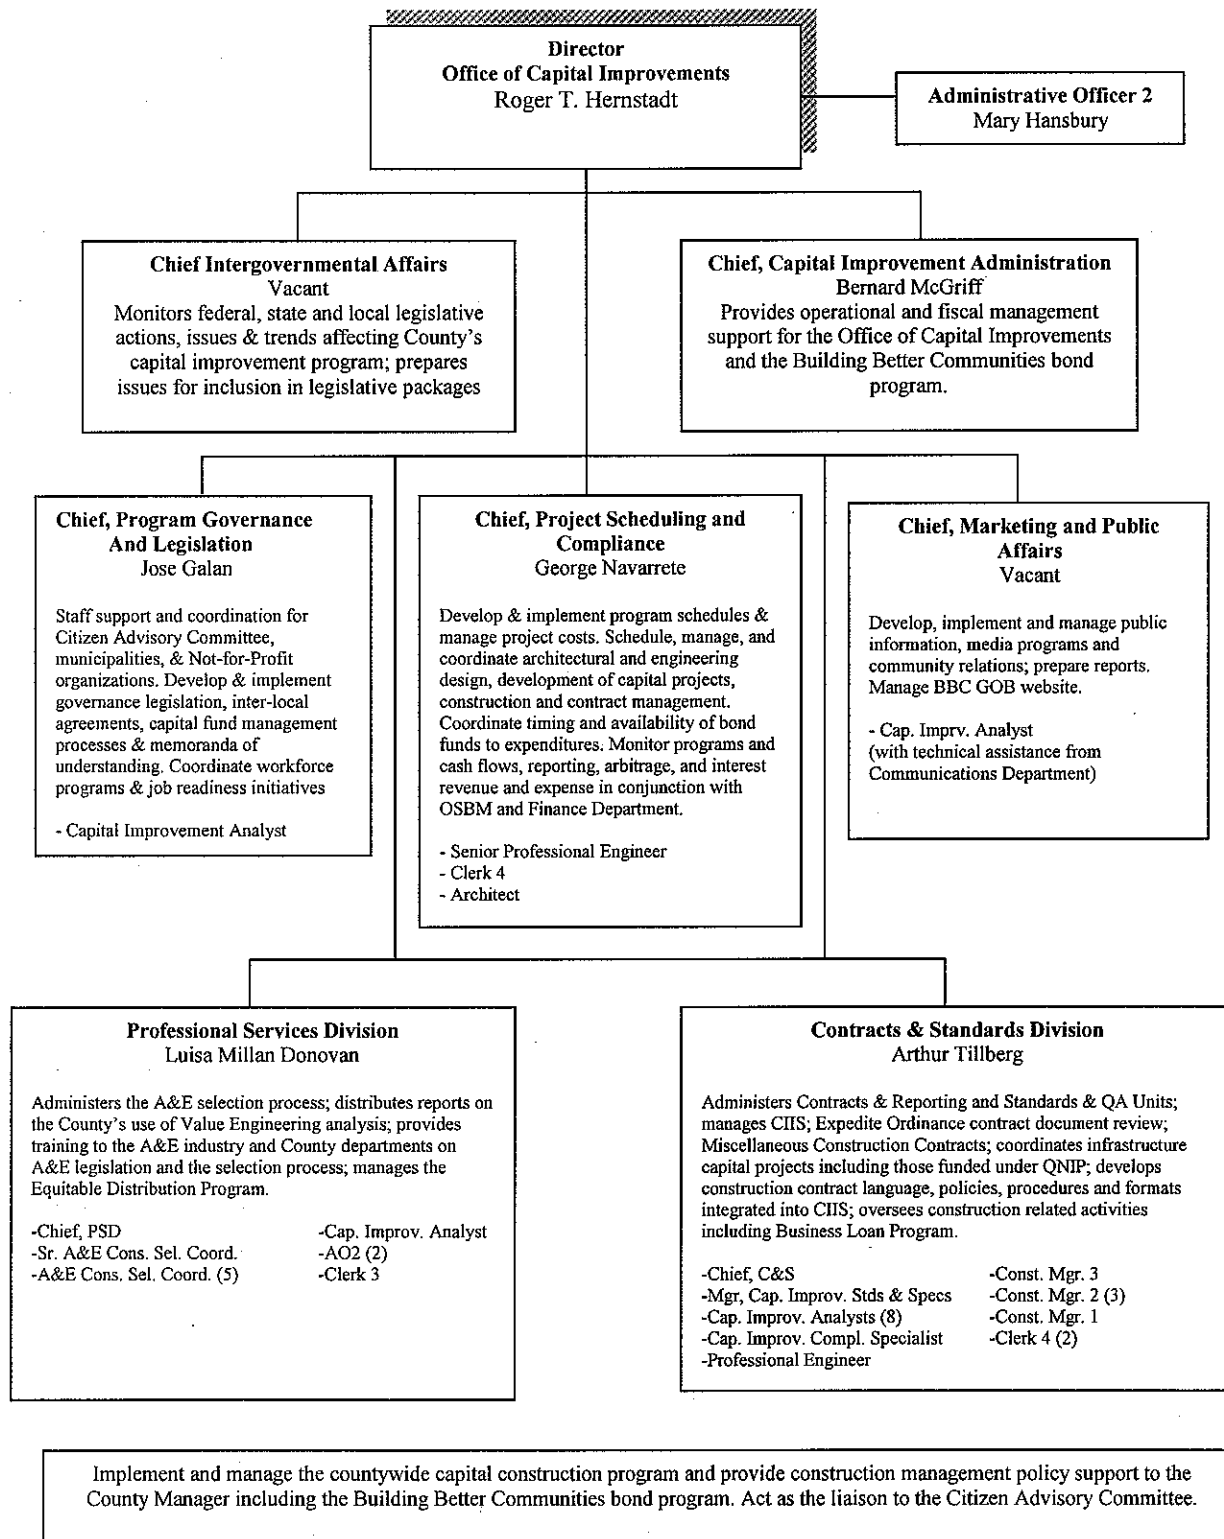 Director
Office of Capital Improvements
Roger T. Hernstadt
Administrative Officer 2
Mary Hansbury
Chief Intergovernmental Affairs
Vacant
Monitors federal, state and local legislative
actions, issues & trends affecting County's
capital improvement program; prepares
issues for inclusion in legislative packages
Chief, Capital Improvement Administration
Bernard McGriff
Provides operational and fiscal management
support for the Office of Capital Improvements
and the Building Better Communities bond
program.
Chief, Program Governance
And Legislation
Jose Galan
Staff support and coordination for
Citizen Advisory Committee,
municipalities, & Not-for-Profit
organizations. Develop & implement
governance legislation, inter-local
agreements, capital fund management
processes & memoranda of
understanding. Coordinate workforce
programs & job readiness initiatives
- Capital Improvement Analyst
Chief, Project Scheduling and
Compliance
George Navarrete
Develop & implement program schedules &
manage project costs. Schedule, manage, and
coordinate architectural and engineering
design, development of capital projects,
construction and contract management.
Coordinate timing and availability of bond
funds to expenditures. Monitor programs and
cash flows, reporting, arbitrage, and interest
revenue and expense in conjunction with
OSBM and Finance Department.
- Senior Professional Engineer
- Clerk 4
- Architect
Chief, Marketing and Public
Affairs
Vacant
Develop, implement and manage public
information, media programs and
community relations; prepare reports.
Manage BBC GOB website.
- Cap. Imprv. Analyst
(with technical assistance from
Communications Department)
Professional Services Division
Luisa Millan Donovan
Administers the A&E selection process; distributes reports on
the County's use of Value Engineering analysis; provides
training to the A&E industry and County departments on
A&E legislation and the selection process; manages the
Equitable Distribution Program.
-Chief, PSD
-Sr. A&E Cons. Sel. Coord.
-A&E Cons. Sel. Coord. (5)
-Cap. Improv. Analyst
-AO2 (2)
-Clerk 3
Contracts & Standards Division
Arthur Tillberg
Administers Contracts & Reporting and Standards & QA Units;
manages CIIS; Expedite Ordinance contract document review;
Miscellaneous Construction Contracts; coordinates infrastructure
capital projects including those funded under QNIP; develops
construction contract language, policies, procedures and formats
integrated into CIIS; oversees construction related activities
including Business Loan Program.
-Chief, C&S
-Mgr, Cap. Improv. Stds & Specs
-Cap. Improv. Analysts (8)
-Cap. Improv. Compl. Specialist
-Professional Engineer
-Const. Mgr. 3
-Const. Mgr. 2 (3)
-Const. Mgr. 1
-Clerk 4 (2)
Implement and manage the countywide capital construction program and provide construction management policy support to the
County Manager including the Building Better Communities bond program. Act as the liaison to the Citizen Advisory Committee.